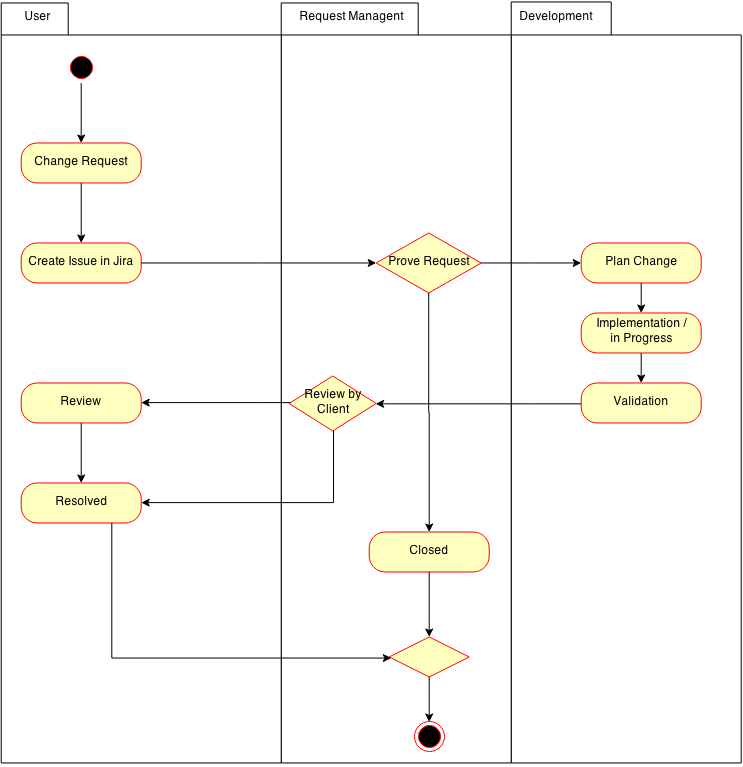 User
Request Managent
Development
Change Request
Create Issue in Jira
Prove Request
Plan Change
Implementation /
in Progress
Review
Review by
Client
Validation
Resolved
Closed